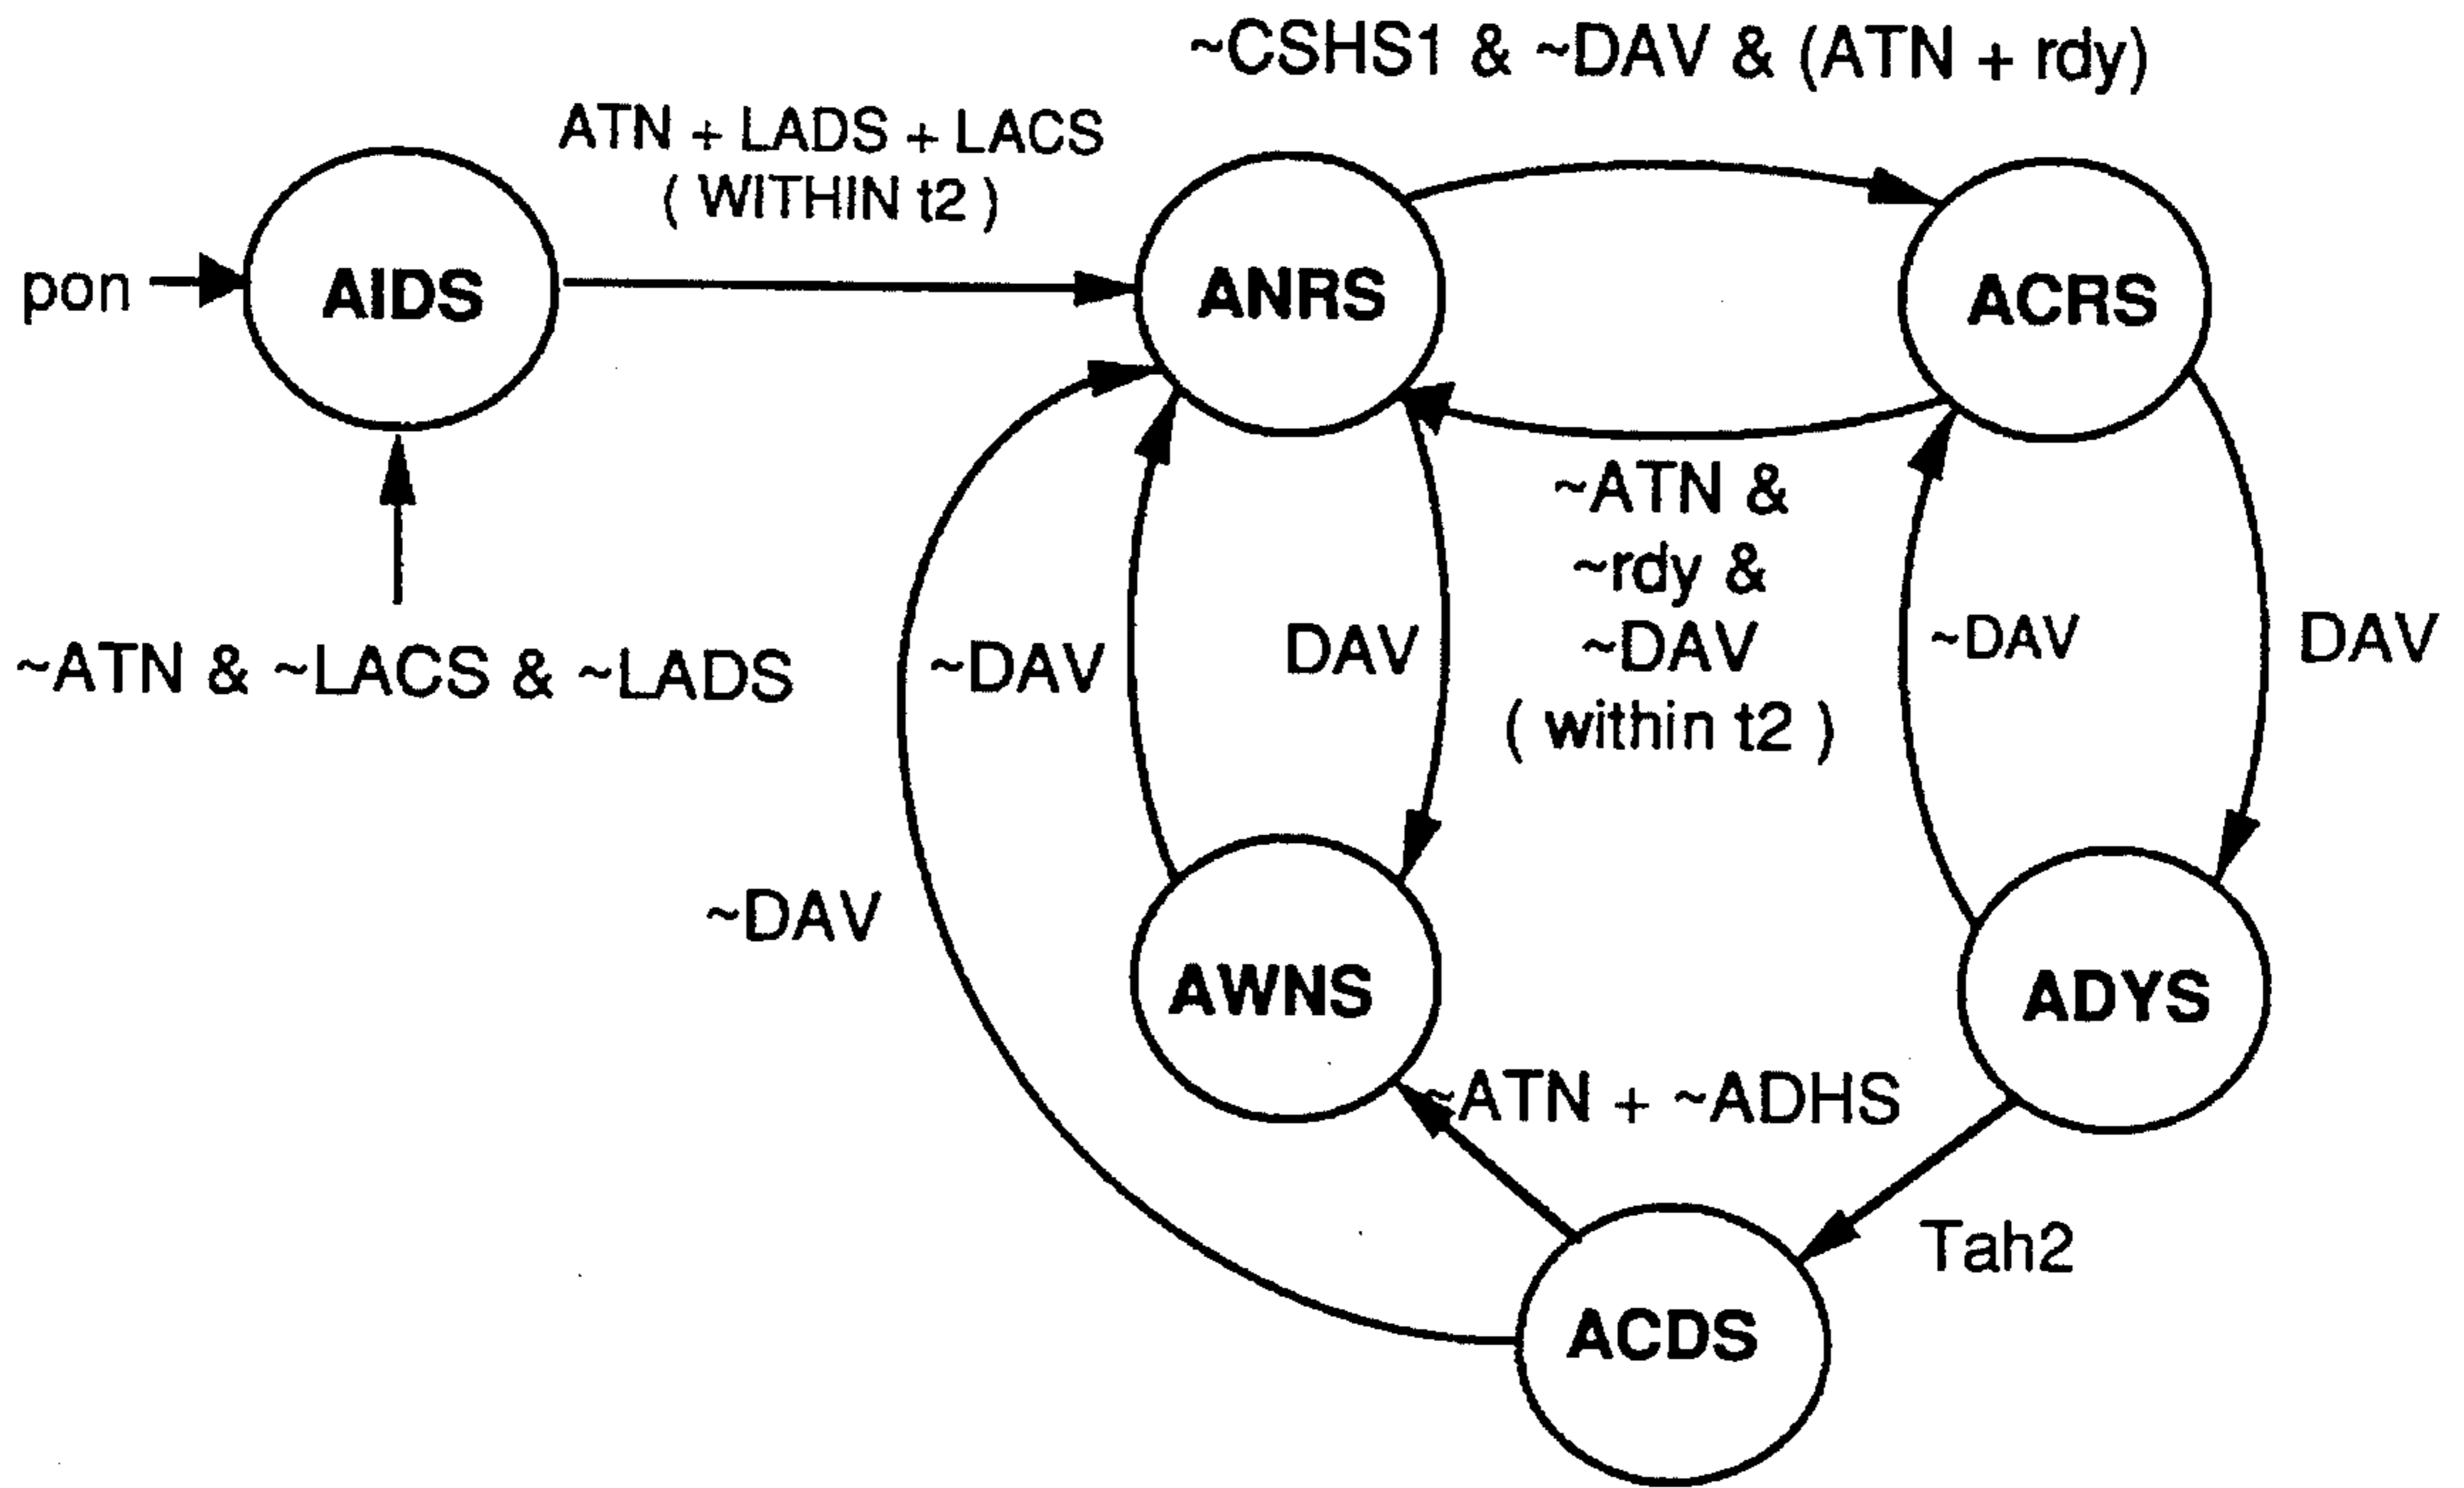 ~CSHS1 & ~DAV & (ATN + rdy)
ATN + LADS + LACS
( WITHIN t2 )
pon
AIDS
ANRS
ACRS
~ATN &
~rdy &
~DAV
( within t2 )
~ATN & ~LACS & ~LADS
~DAV
DAV
~DAV
DAV
~DAV
AWNS
ADYS
~ATN + ~ADHS
Tah2
ACDS